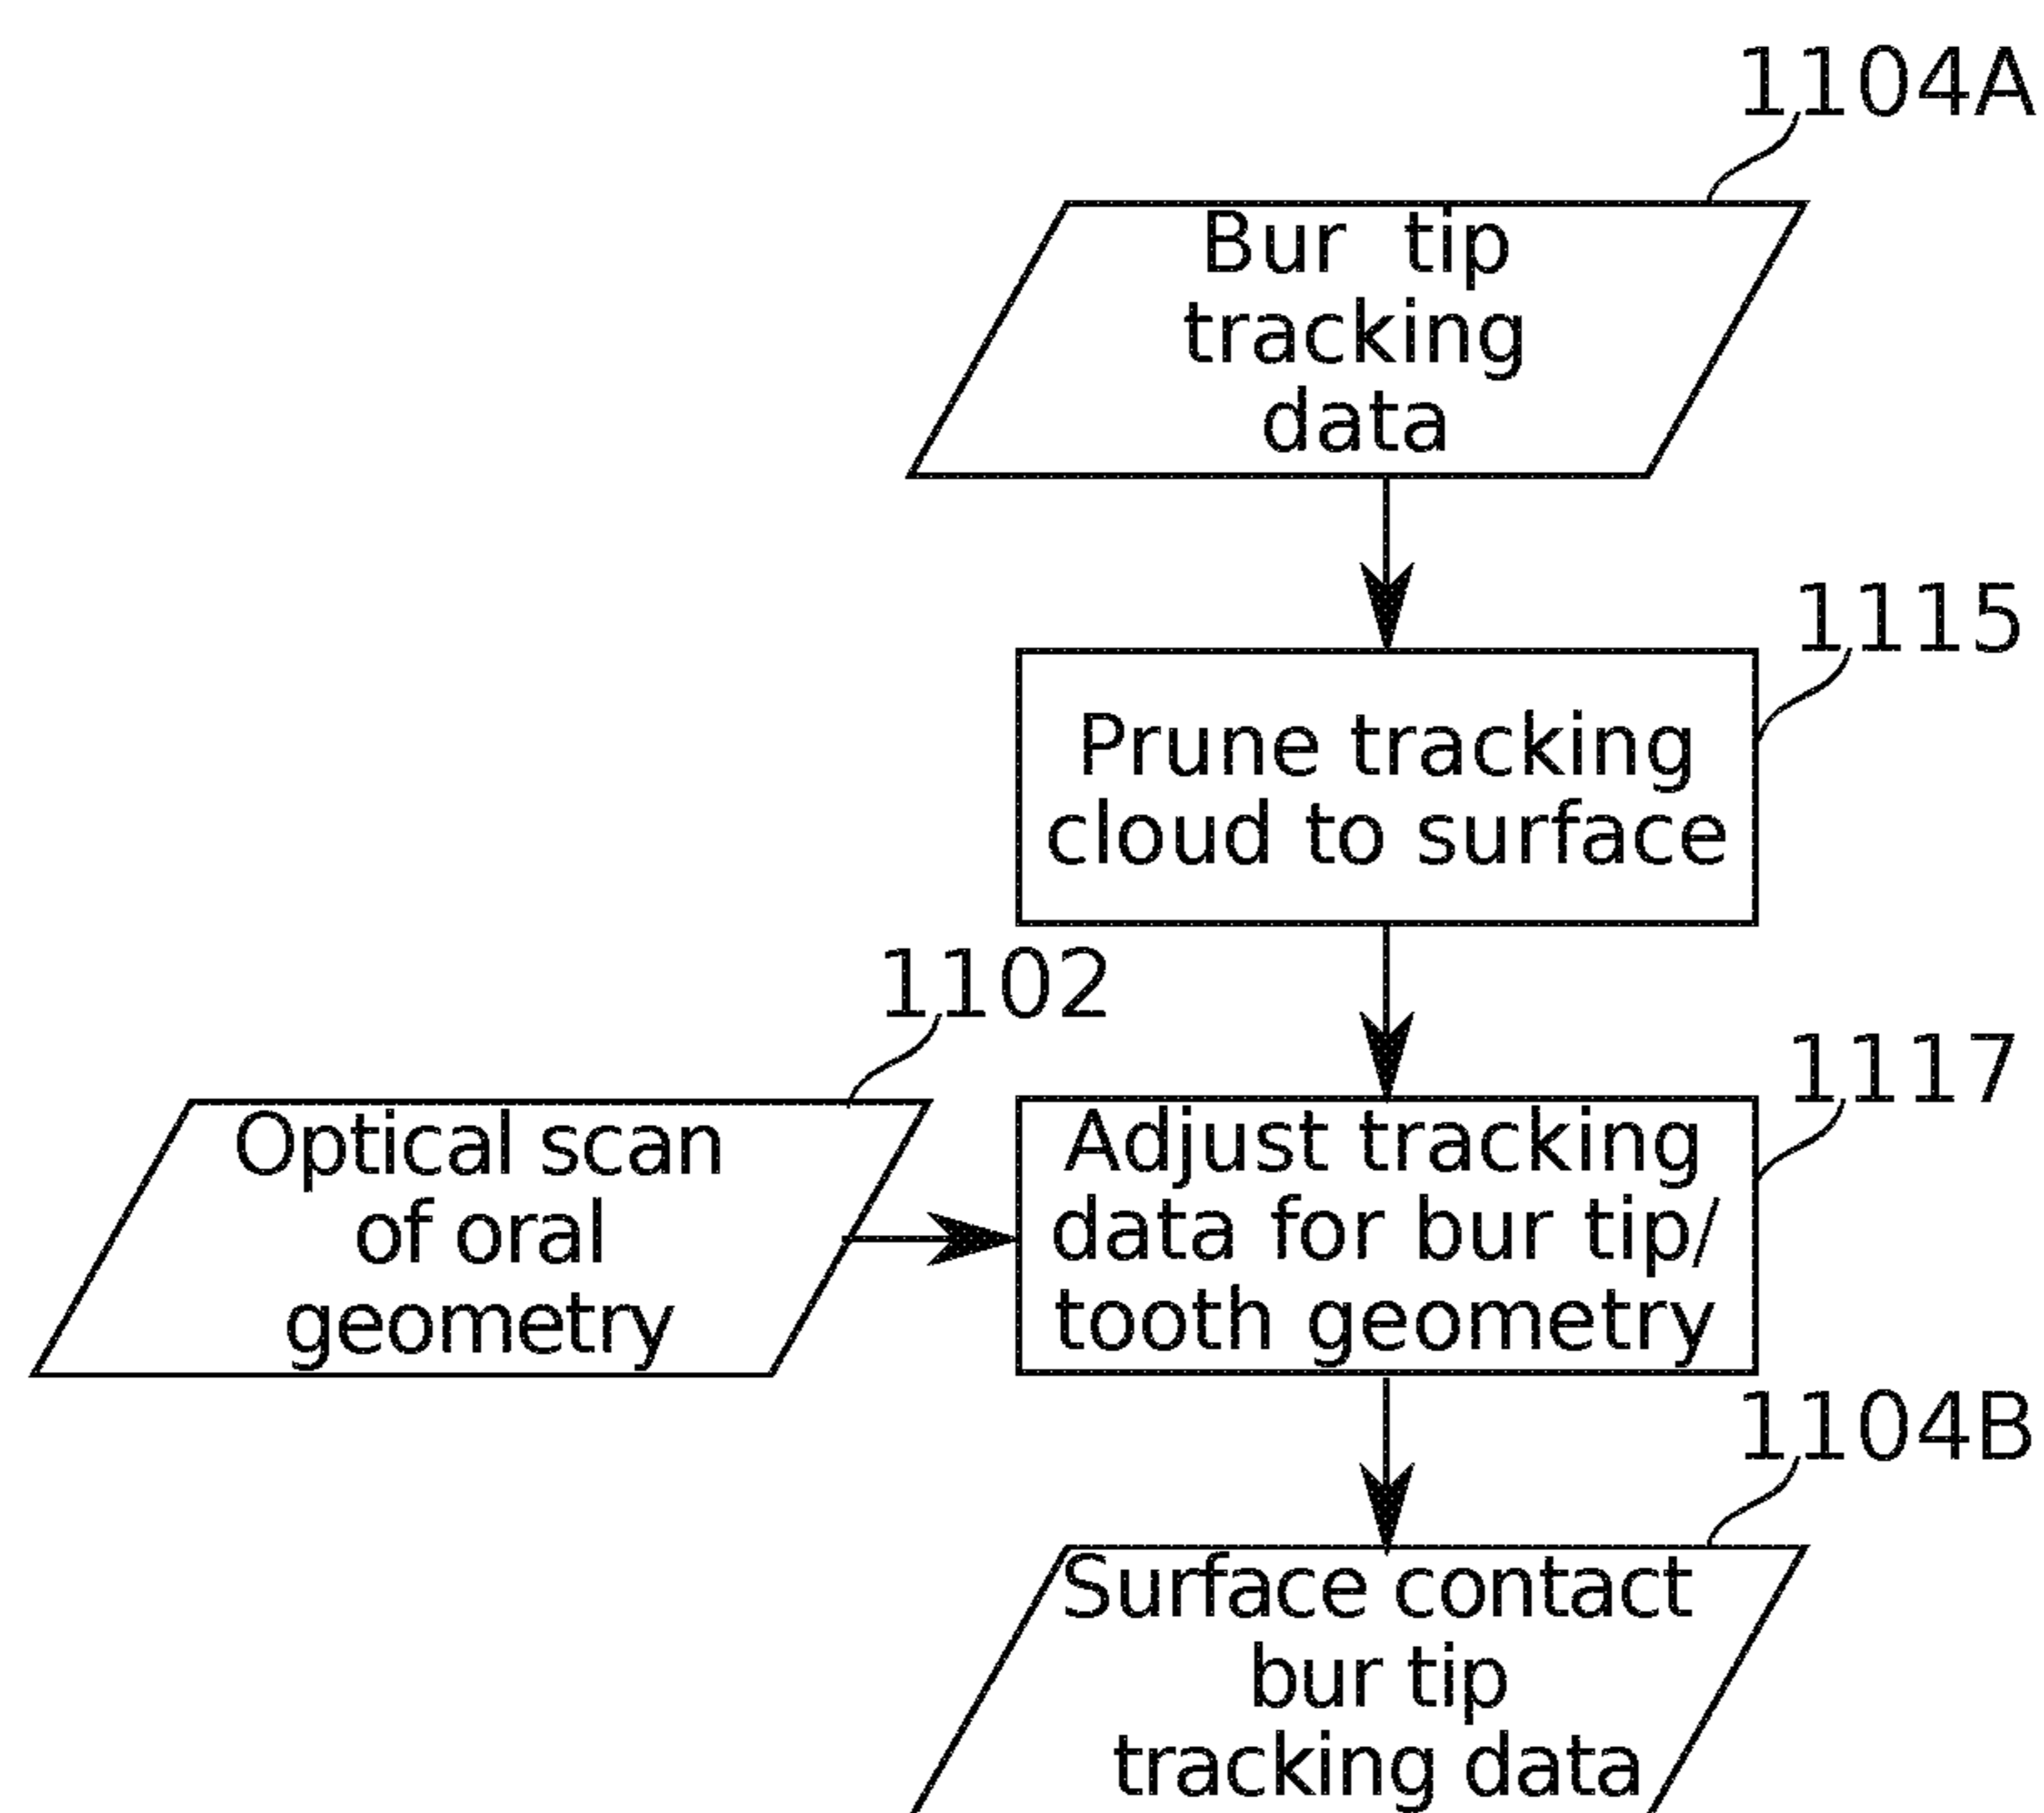 1104A
Bur tip
tracking
data
1115
Prune tracking
cloud to surface
1102
Optical scan
of oral
geometry
1117
Adjust tracking
data for bur tip/
tooth geometry
1104B
Surface contact
bur tip
tracking data